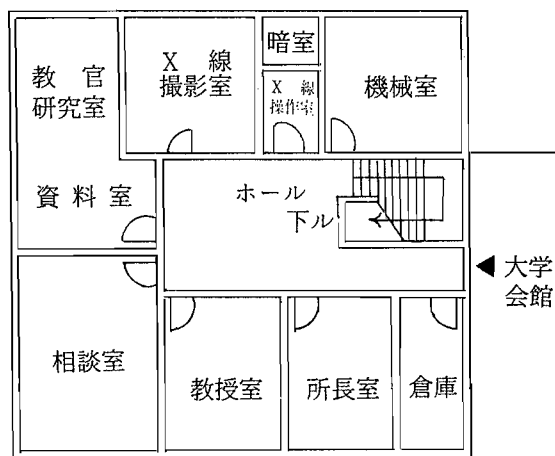 教官
研究室
資料室
X線
撮影室
暗室
X線
操作室
機械室
ホール
下ル
◀大学
会館
相談室
教授室
所長室
倉庫